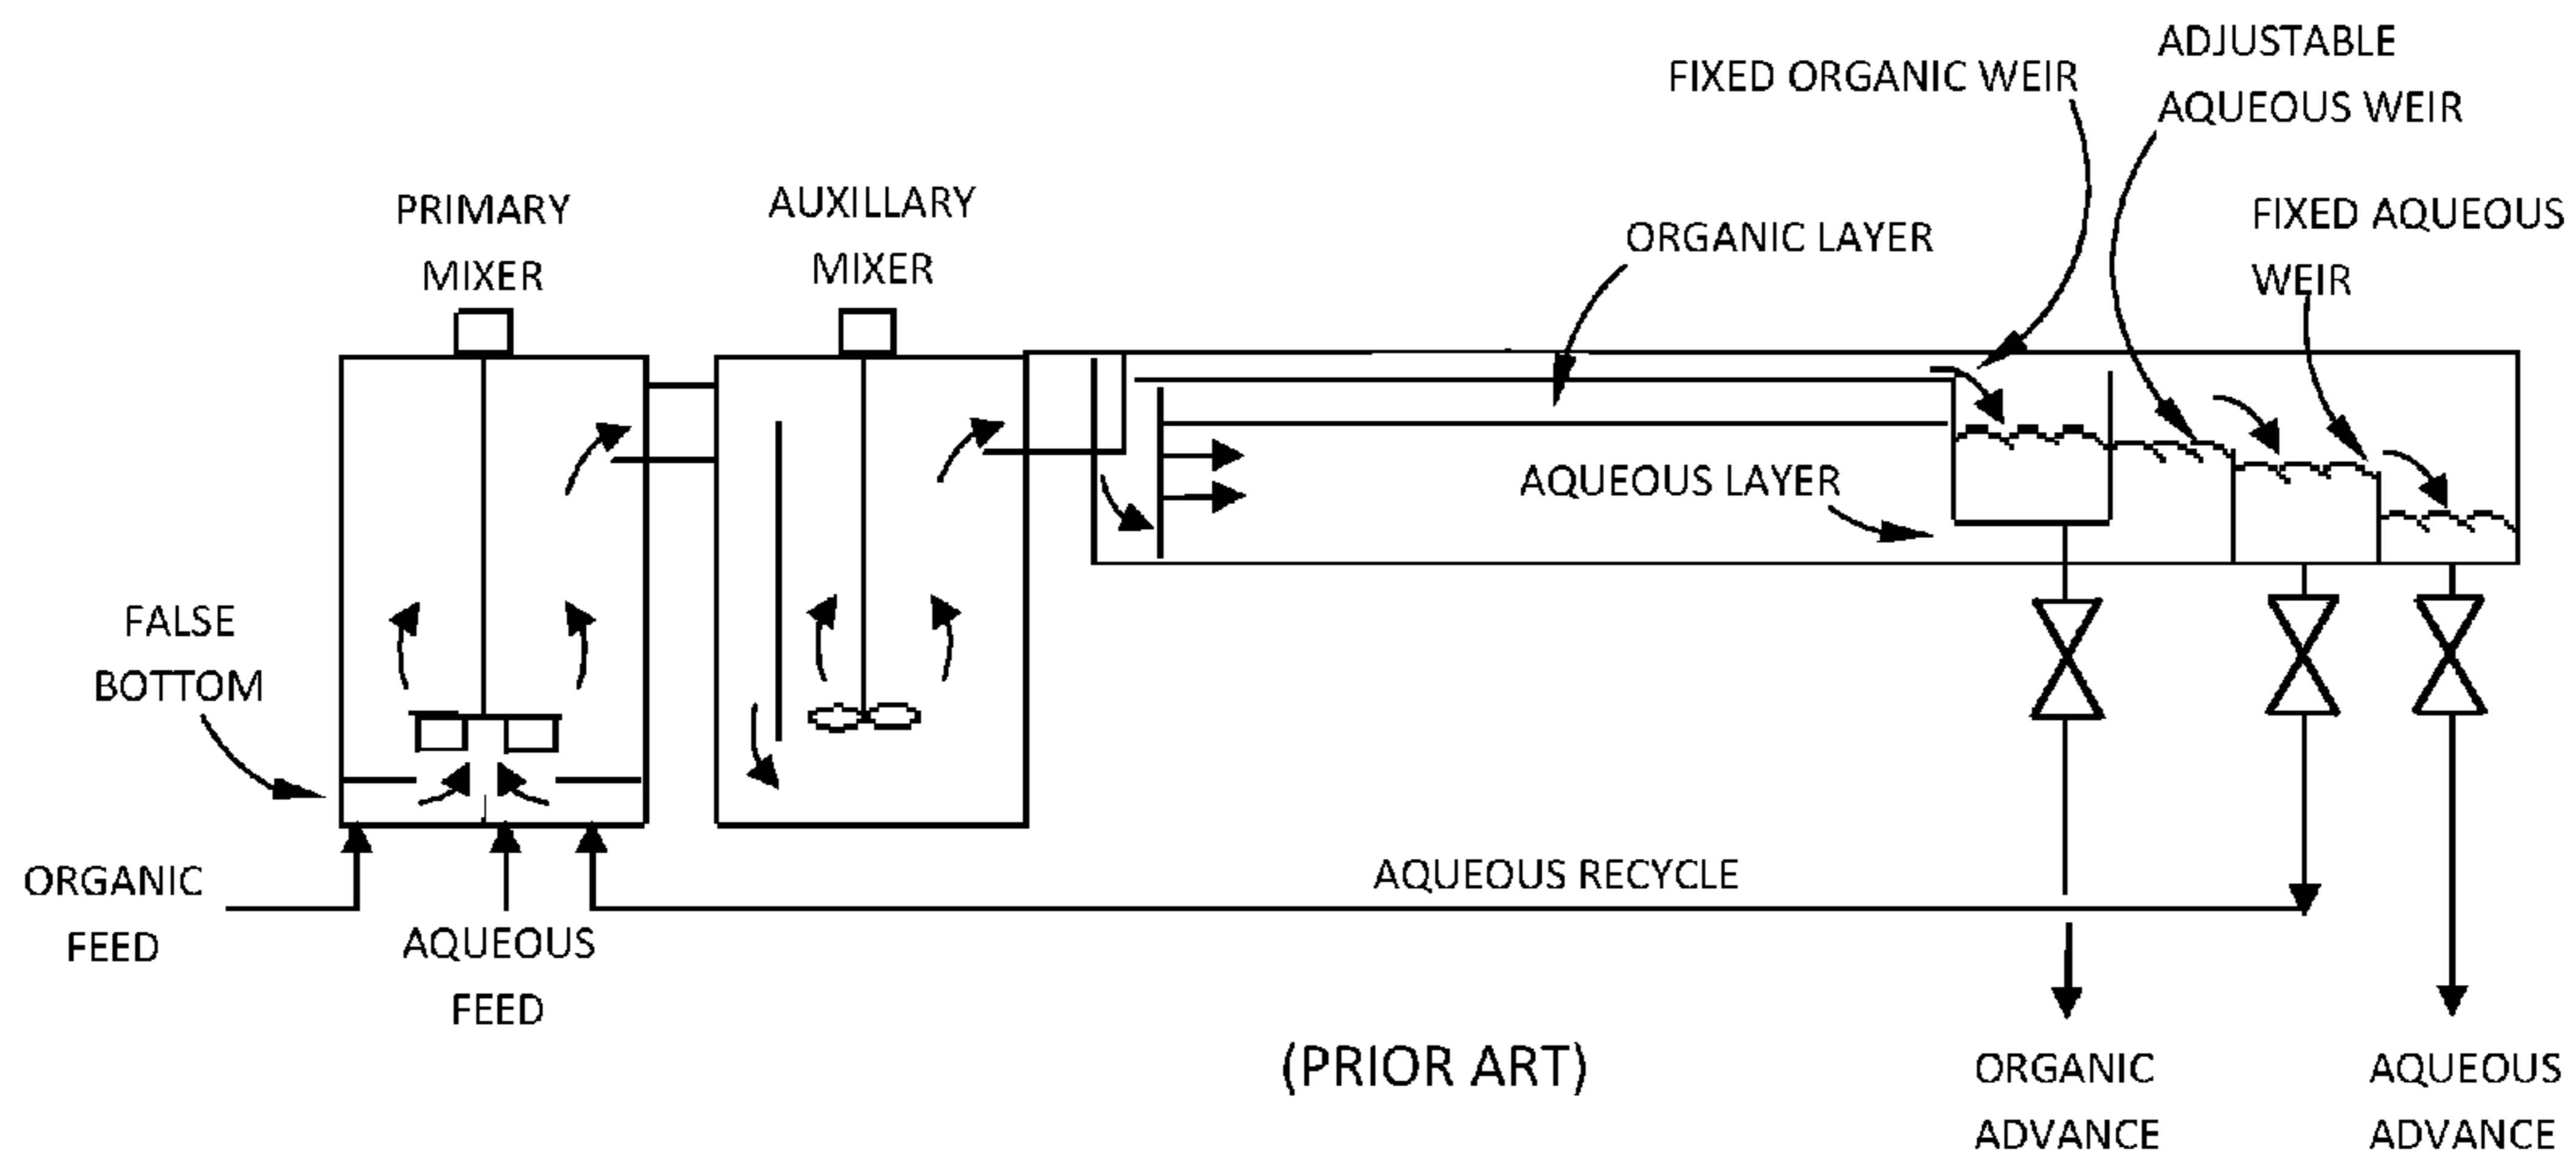 ADJUSTABLE
AQUEOUS WEIR
FIXED ORGANIC WEIR
FIXED AQUEOUS
WEIR
PRIMARY
MIXER
AUXILLARY
MIXER
ORGANIC LAYER
AQUEOUS LAYER
FALSE
BOTTOM
ORGANIC
FEED
AQUEOUS
FEED
AQUEOUS RECYCLE
(PRIOR ART)
ORGANIC
ADVANCE
AQUEOUS
ADVANCE